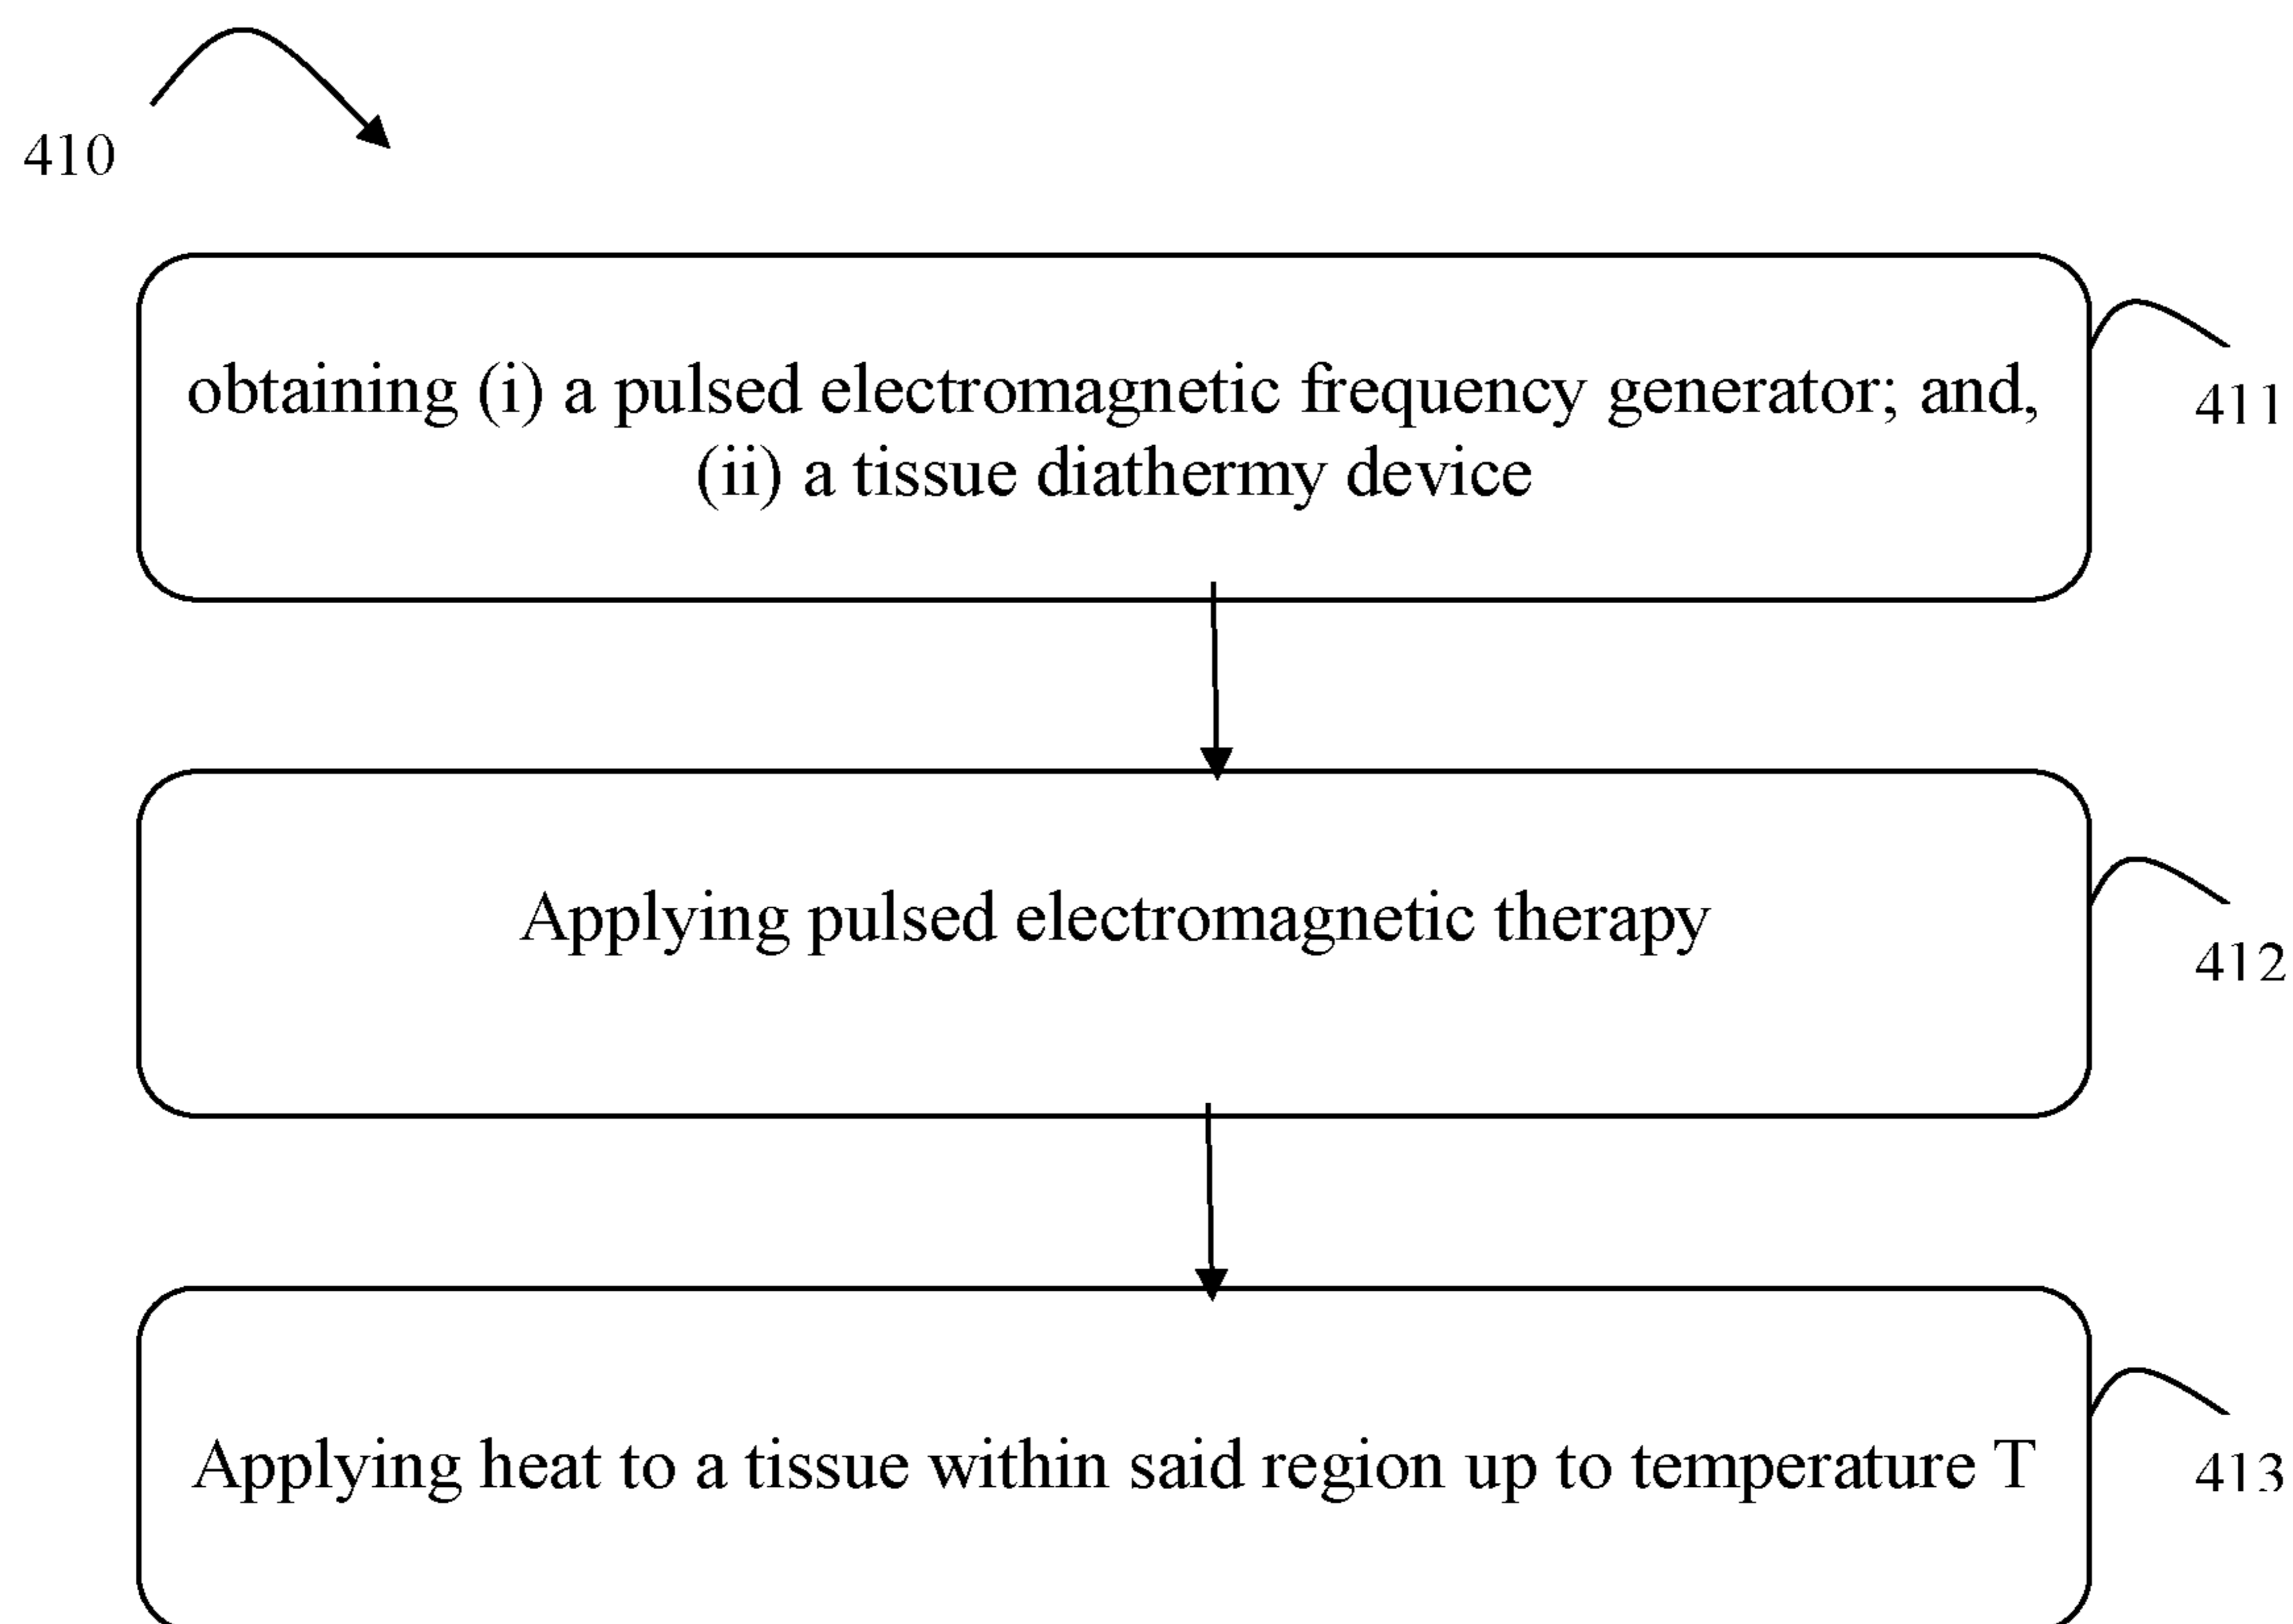 410
obtaining (i) a pulsed electromagnetic frequency generator; and,
(ii) a tissue diathermy device
411
Applying pulsed electromagnetic therapy
412
Applying heat to a tissue within said region up to temperature T
413